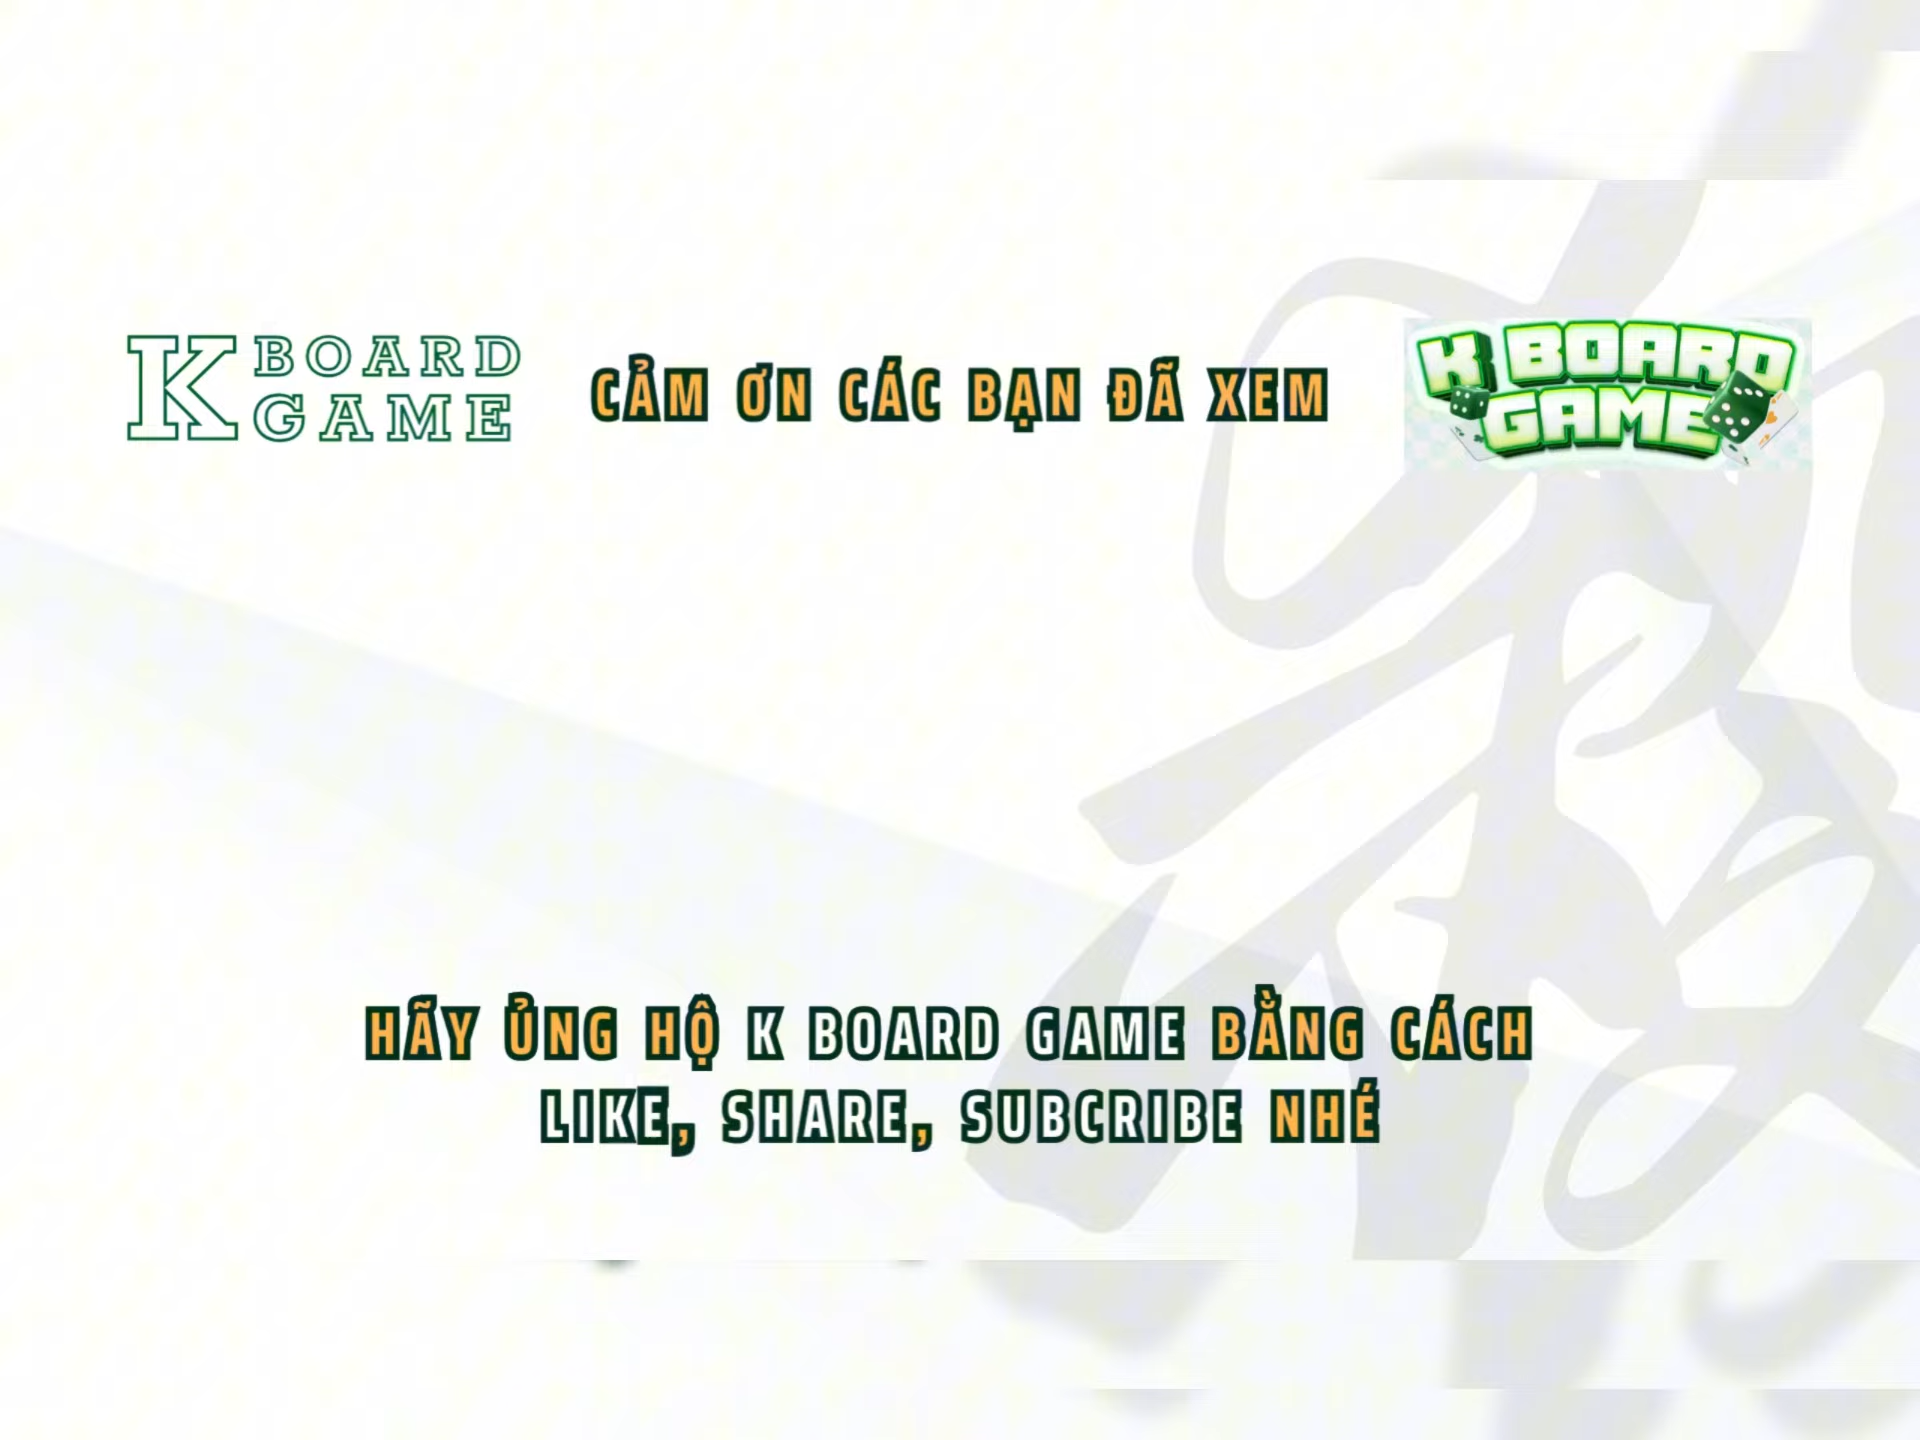 K BOARD GAME
CẢM ƠN CÁC BẠN ĐÃ XEM
K BOARD GAME
HÃY ỦNG HỘ K BOARD GAME BẰNG CÁCH
LIKE, SHARE, SUBCRIBE NHÉ